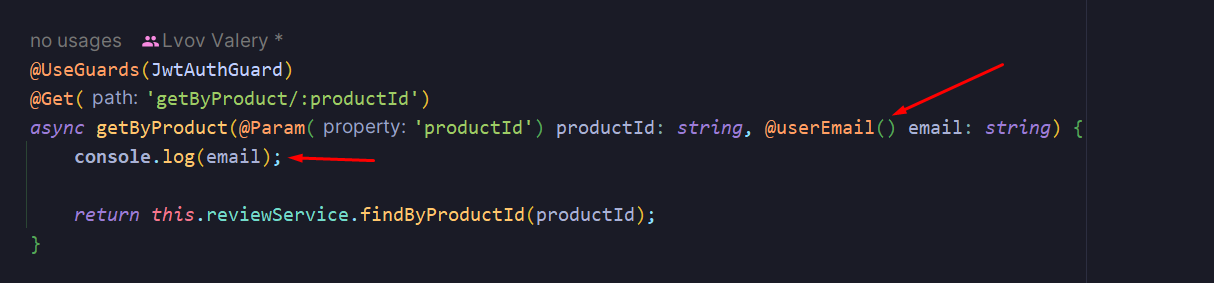 no usages Lvov Valery *
@UseGuards(JwtAuthGuard)
@Get( path: 'getByProduct/:productId')
async getByProduct(@Param( property: 'productId') productId: string, @userEmail() email: string) {
console.log(email);
return this.reviewService.findByProductId(productId);
}